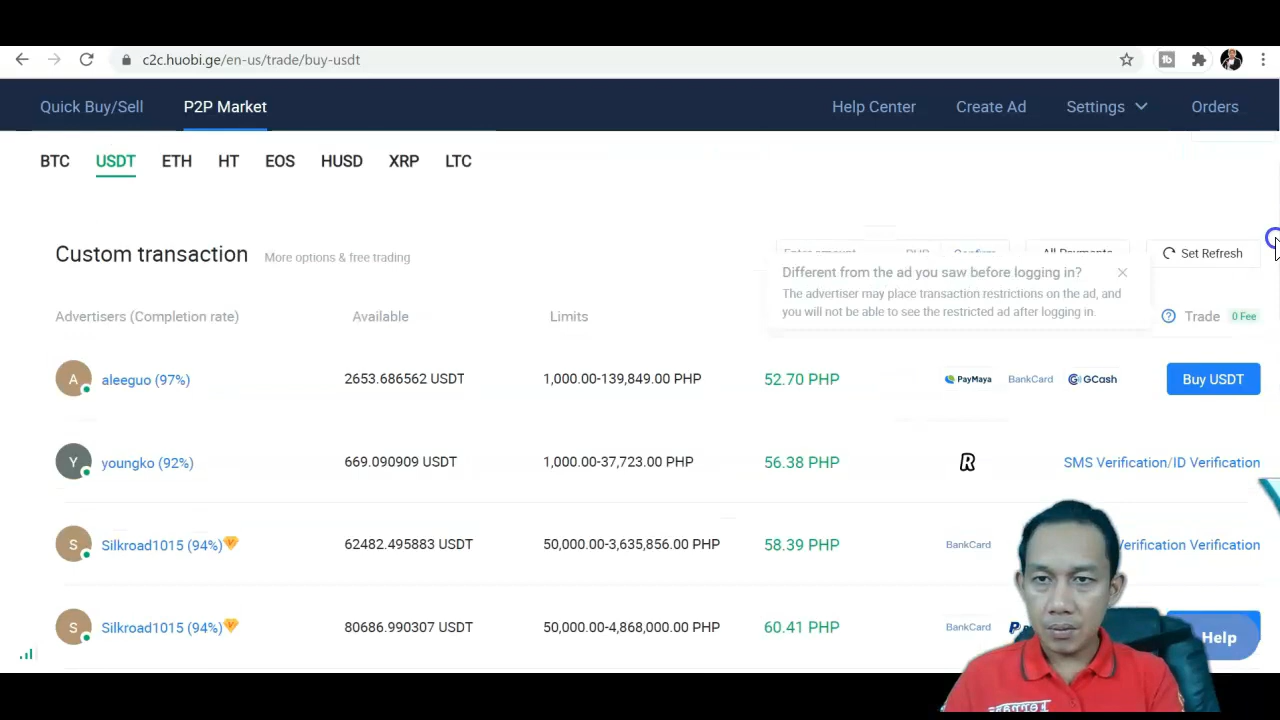 c2c.huobi.ge/en-us/trade/buy-usdt
Quick Buy/Sell P2P Market Help Center Create Ad Settings Orders
BTC USDT ETH HT EOS HUSD XRP LTC
Custom transaction More options & free trading Enter amount PHP Confirm All Payments Set Refresh
Different from the ad you saw before logging in?
The advertiser may place transaction restrictions on the ad, and
you will not be able to see the restricted ad after logging in.
Advertisers (Completion rate) Available Limits Trade 0 Fee
A aleeguo (97%) 2653.686562 USDT 1,000.00-139,849.00 PHP 52.70 PHP PayMaya BankCard GCash Buy USDT
Y youngko (92%) 669.090909 USDT 1,000.00-37,723.00 PHP 56.38 PHP R SMS Verification/ID Verification
S Silkroad1015 (94%) V 62482.495883 USDT 50,000.00-3,635,856.00 PHP 58.39 PHP BankCard Verification Verification
S Silkroad1015 (94%) V 80686.990307 USDT 50,000.00-4,868,000.00 PHP 60.41 PHP BankCard Help